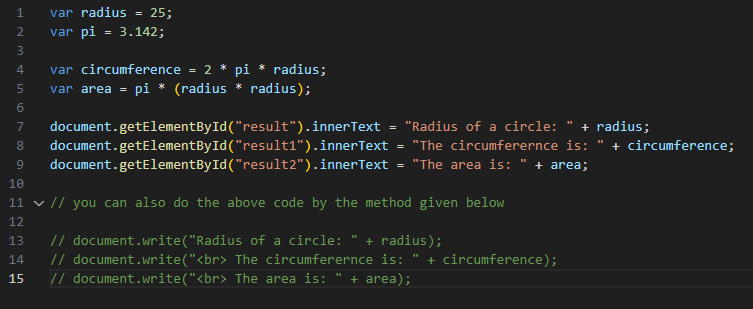 1 var radius = 25;
2 var pi = 3.142;
3
4 var circumference = 2 * pi * radius;
5 var area = pi * (radius * radius);
6
7 document.getElementById("result").innerText = "Radius of a circle: " + radius;
8 document.getElementById("result1").innerText = "The circumferernce is: " + circumference;
9 document.getElementById("result2").innerText = "The area is: " + area;
10
11 // you can also do the above code by the method given below
12
13 // document.write("Radius of a circle: " + radius);
14 // document.write("<br> The circumferernce is: " + circumference);
15 // document.write("<br> The area is: " + area);